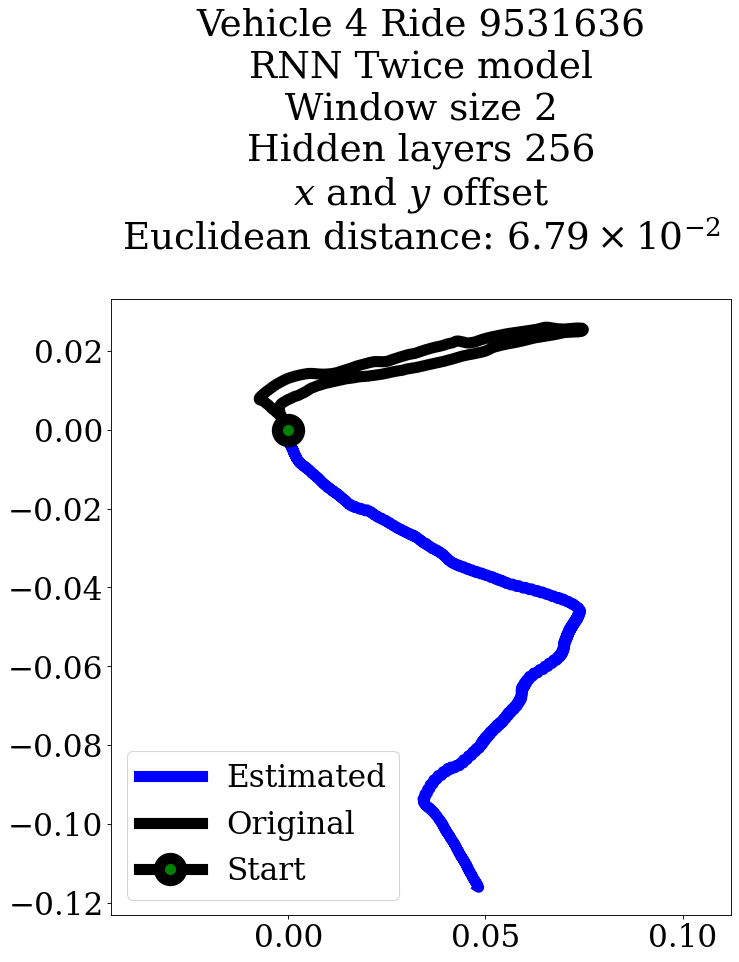 Vehicle 4 Ride 9531636
RNN Twice model
Window size 2
Hidden layers 256
x and y offset
Euclidean distance: 6.79 × 10⁻²
0.02
0.00
−0.02
−0.04
−0.06
−0.08
−0.10
−0.12
Estimated
Original
Start
0.00 0.05 0.10